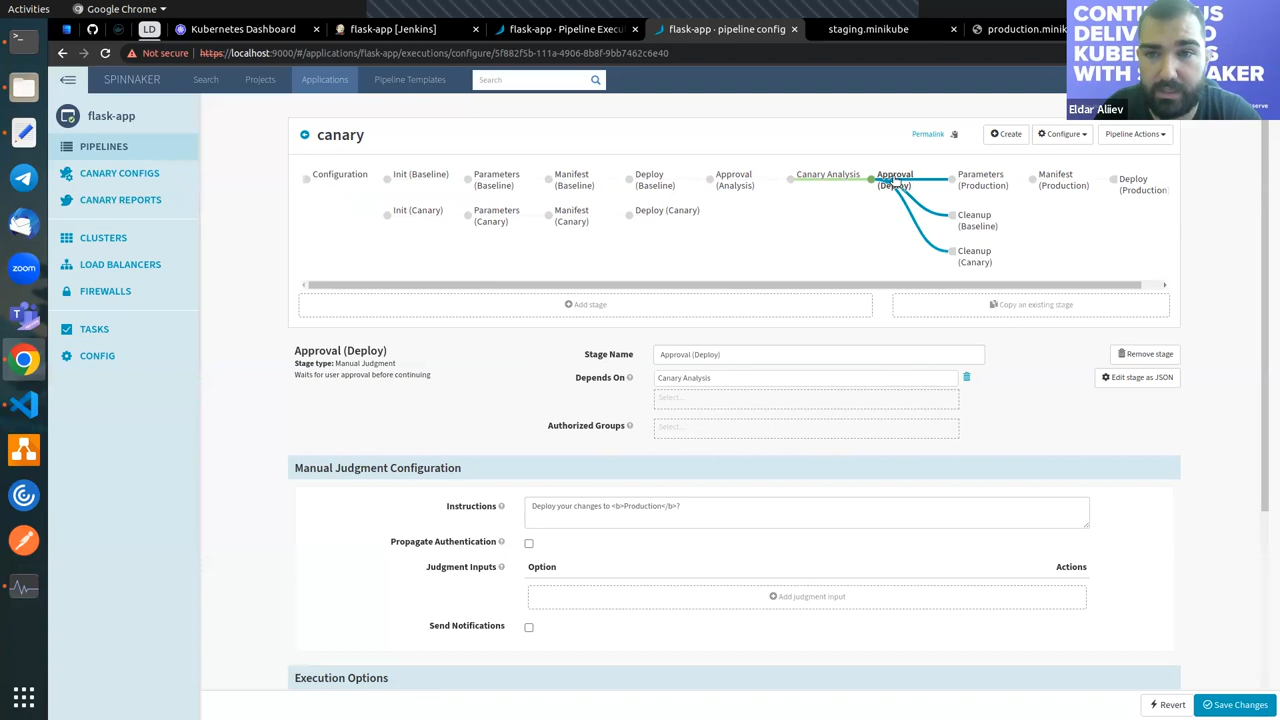 Activities
Google Chrome
LD
Kubernetes Dashboard
flask-app [Jenkins]
flask-app · Pipeline Execu
flask-app · pipeline config
staging.minikube
production.minik
Not secure
https://localhost:9000/#/applications/flask-app/executions/configure/5f882f5b-111a-4906-8b8f-9bb7462c6e40
SPINNAKER
Search
Projects
Applications
Pipeline Templates
Search
CONTINUOUS
DELIVERY TO
KUBERNETES
WITH SPINNAKER
Eldar Aliiev
flask-app
PIPELINES
CANARY CONFIGS
CANARY REPORTS
CLUSTERS
LOAD BALANCERS
FIREWALLS
TASKS
CONFIG
canary
Permalink
Create
Configure
Pipeline Actions
Configuration
Init (Baseline)
Parameters
(Baseline)
Manifest
(Baseline)
Deploy
(Baseline)
Approval
(Analysis)
Canary Analysis
Approval
(Deploy)
Parameters
(Production)
Manifest
(Production)
Deploy
(Production)
Init (Canary)
Parameters
(Canary)
Manifest
(Canary)
Deploy (Canary)
Cleanup
(Baseline)
Cleanup
(Canary)
Add stage
Copy an existing stage
Approval (Deploy)
Stage type: Manual Judgment
Waits for user approval before continuing
Stage Name
Approval (Deploy)
Remove stage
Depends On
Canary Analysis
Select...
Edit stage as JSON
Authorized Groups
Select...
Manual Judgment Configuration
Instructions
Deploy your changes to <b>Production</b>?
Propagate Authentication
Judgment Inputs
Option
Actions
Add judgment input
Send Notifications
Execution Options
Revert
Save Changes